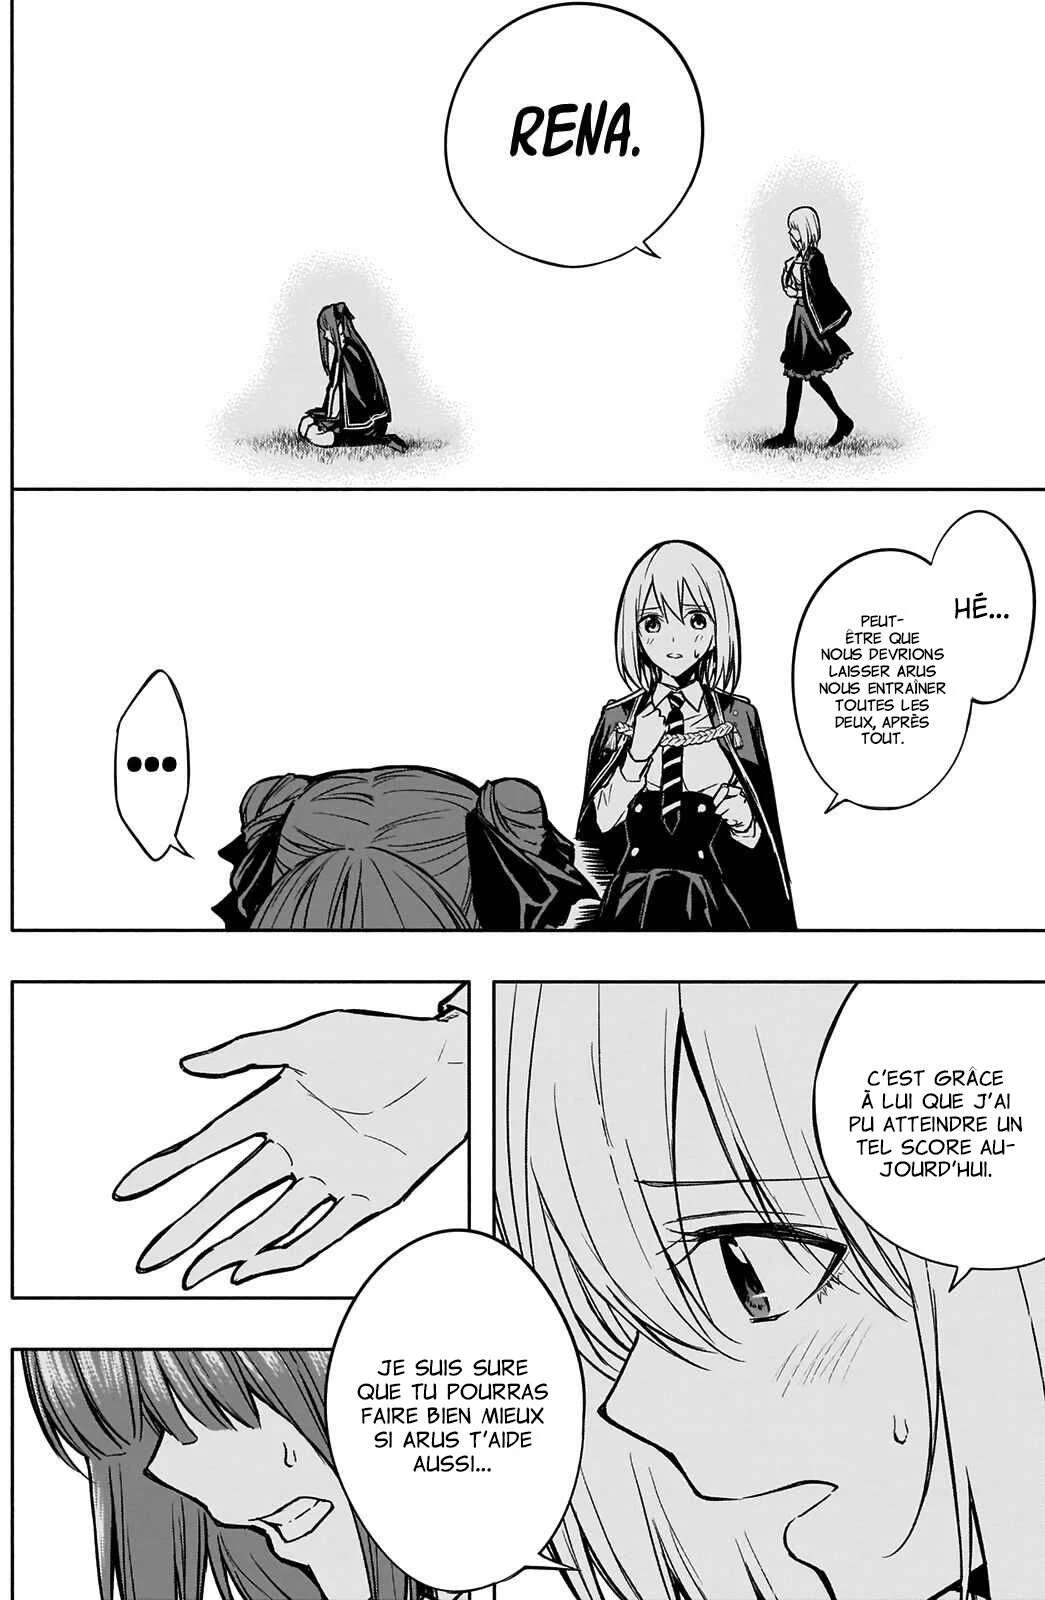 RENA.
HÉ...
PEUT-
ÊTRE QUE
NOUS DEVRIONS
LAISSER ARUS
NOUS ENTRAÎNER
TOUTES LES
DEUX, APRÈS
TOUT.
•••
C'EST GRÂCE
À LUI QUE J'AI
PU ATTEINDRE UN
TEL SCORE AU-
JOURD'HUI.
JE SUIS SURE
QUE TU POURRAS
FAIRE BIEN MIEUX
SI ARUS T'AIDE
AUSSI...